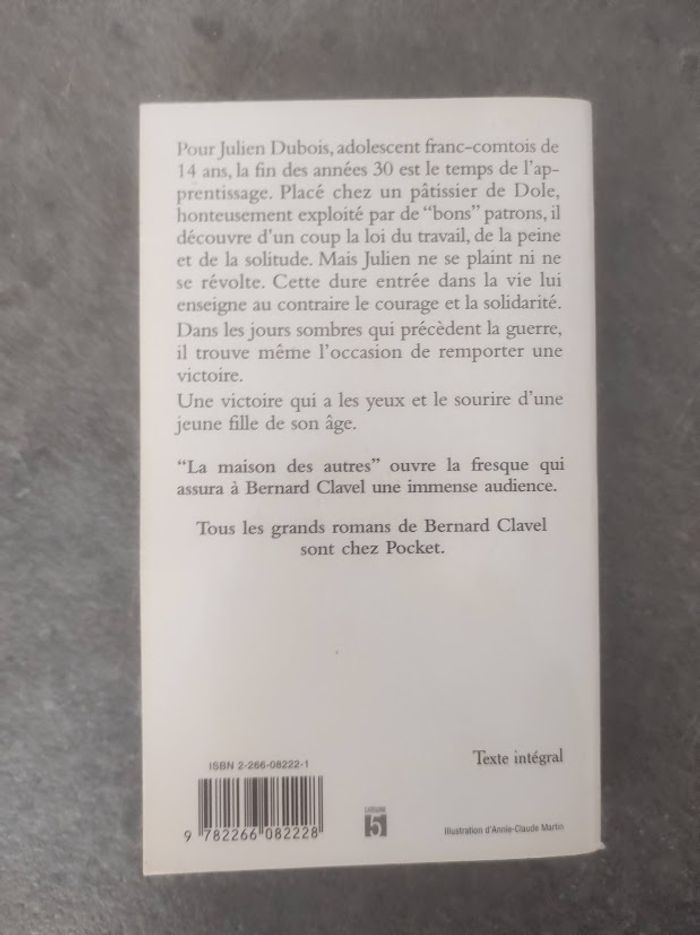 Pour Julien Dubois, adolescent franc-comtois de
14 ans, la fin des années 30 est le temps de l'ap-
prentissage. Placé chez un pâtissier de Dole,
honteusement exploité par de "bons" patrons, il
découvre d'un coup la loi du travail, de la peine
et de la solitude. Mais Julien ne se plaint ni ne
se révolte. Cette dure entrée dans la vie lui
enseigne au contraire le courage et la solidarité.
Dans les jours sombres qui précèdent la guerre,
il trouve même l'occasion de remporter une
victoire.
Une victoire qui a les yeux et le sourire d'une
jeune fille de son âge.
"La maison des autres" ouvre la fresque qui
assura à Bernard Clavel une immense audience.
Tous les grands romans de Bernard Clavel
sont chez Pocket.
Texte intégral
ISBN 2-266-08222-1
9 782266 082228
CATÉGORIE
5
Illustration d'Annie-Claude Martin